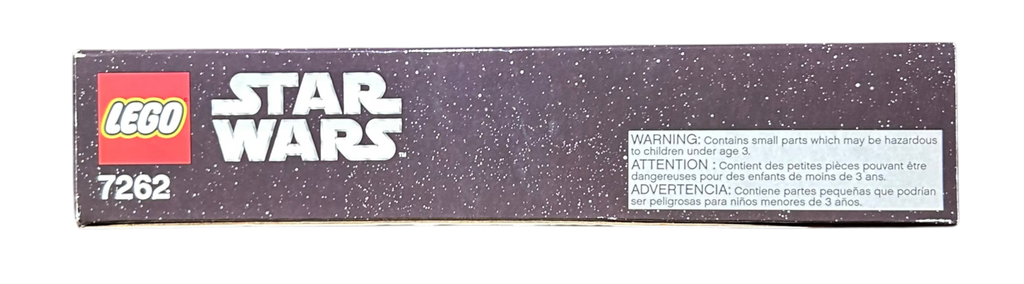 LEGO
STAR
WARS™
7262
WARNING: Contains small parts which may be hazardous
to children under age 3.
ATTENTION : Contient des petites pièces pouvant être
dangereuses pour des enfants de moins de 3 ans.
ADVERTENCIA: Contiene partes pequeñas que podrían
ser peligrosas para niños menores de 3 años.